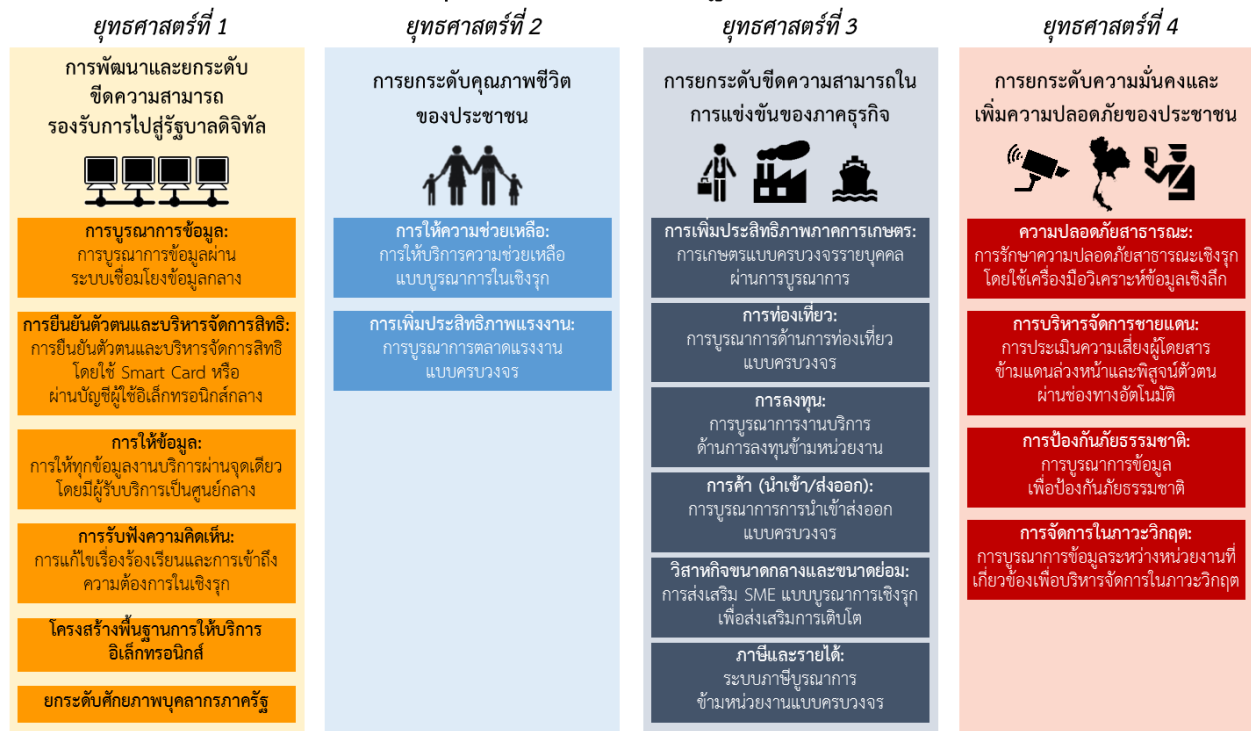 ยุทธศาสตร์ที่ 1
การพัฒนาและยกระดับ
ขีดความสามารถ
รองรับการไปสู่รัฐบาลดิจิทัล
การบูรณาการข้อมูล:
การบูรณาการข้อมูลผ่าน
ระบบเชื่อมโยงข้อมูลกลาง
การยืนยันตัวตนและบริหารจัดการสิทธิ:
การยืนยันตัวตนและบริหารจัดการสิทธิ
โดยใช้ Smart Card หรือ
ผ่านบัญชีผู้ใช้อิเล็กทรอนิกส์กลาง
การให้ข้อมูล:
การให้ทุกข้อมูลงานบริการผ่านจุดเดียว
โดยมีผู้รับบริการเป็นศูนย์กลาง
การรับฟังความคิดเห็น:
การแก้ไขเรื่องร้องเรียนและการเข้าถึง
ความต้องการในเชิงรุก
โครงสร้างพื้นฐานการให้บริการ
อิเล็กทรอนิกส์
ยกระดับศักยภาพบุคลากรภาครัฐ
ยุทธศาสตร์ที่ 2
การยกระดับคุณภาพชีวิต
ของประชาชน
การให้ความช่วยเหลือ:
การให้บริการความช่วยเหลือ
แบบบูรณาการในเชิงรุก
การเพิ่มประสิทธิภาพแรงงาน:
การบูรณาการตลาดแรงงาน
แบบครบวงจร
ยุทธศาสตร์ที่ 3
การยกระดับขีดความสามารถใน
การแข่งขันของภาคธุรกิจ
การเพิ่มประสิทธิภาพภาคการเกษตร:
การเกษตรแบบครบวงจรรายบุคคล
ผ่านการบูรณาการ
การท่องเที่ยว:
การบูรณาการด้านการท่องเที่ยว
แบบครบวงจร
การลงทุน:
การบูรณาการงานบริการ
ด้านการลงทุนข้ามหน่วยงาน
การค้า (นำเข้า/ส่งออก):
การบูรณาการการนำเข้าส่งออก
แบบครบวงจร
วิสาหกิจขนาดกลางและขนาดย่อม:
การส่งเสริม SME แบบบูรณาการเชิงรุก
เพื่อส่งเสริมการเติบโต
ภาษีและรายได้:
ระบบภาษีบูรณาการ
ข้ามหน่วยงานแบบครบวงจร
ยุทธศาสตร์ที่ 4
การยกระดับความมั่นคงและ
เพิ่มความปลอดภัยของประชาชน
ความปลอดภัยสาธารณะ:
การรักษาความปลอดภัยสาธารณะเชิงรุก
โดยใช้เครื่องมือวิเคราะห์ข้อมูลเชิงลึก
การบริหารจัดการชายแดน:
การประเมินความเสี่ยงผู้โดยสาร
ข้ามแดนล่วงหน้าและพิสูจน์ตัวตน
ผ่านช่องทางอัตโนมัติ
การป้องกันภัยธรรมชาติ:
การบูรณาการข้อมูล
เพื่อป้องกันภัยธรรมชาติ
การจัดการในภาวะวิกฤต:
การบูรณาการข้อมูลระหว่างหน่วยงานที่
เกี่ยวข้องเพื่อบริหารจัดการในภาวะวิกฤต